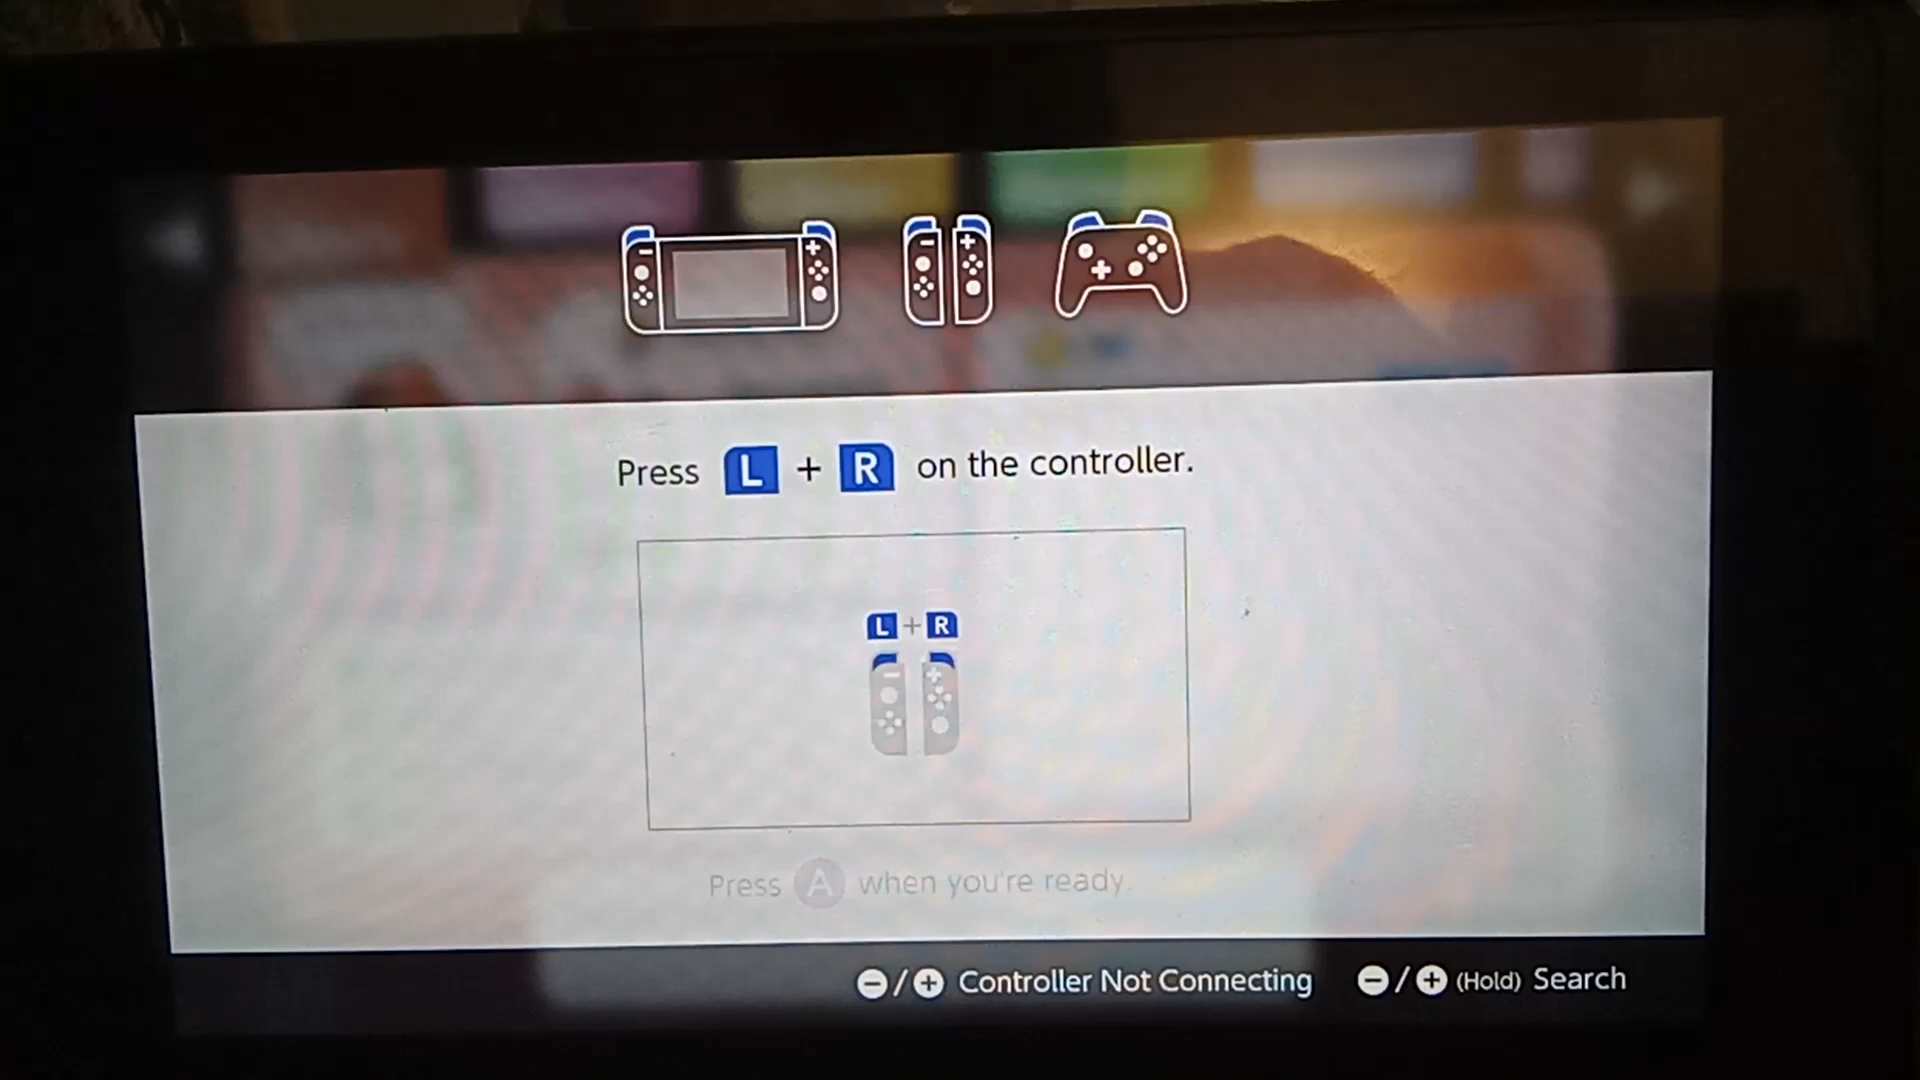 Press L + R on the controller.
L + R
Press A when you're ready.
−/+ Controller Not Connecting −/+ (Hold) Search